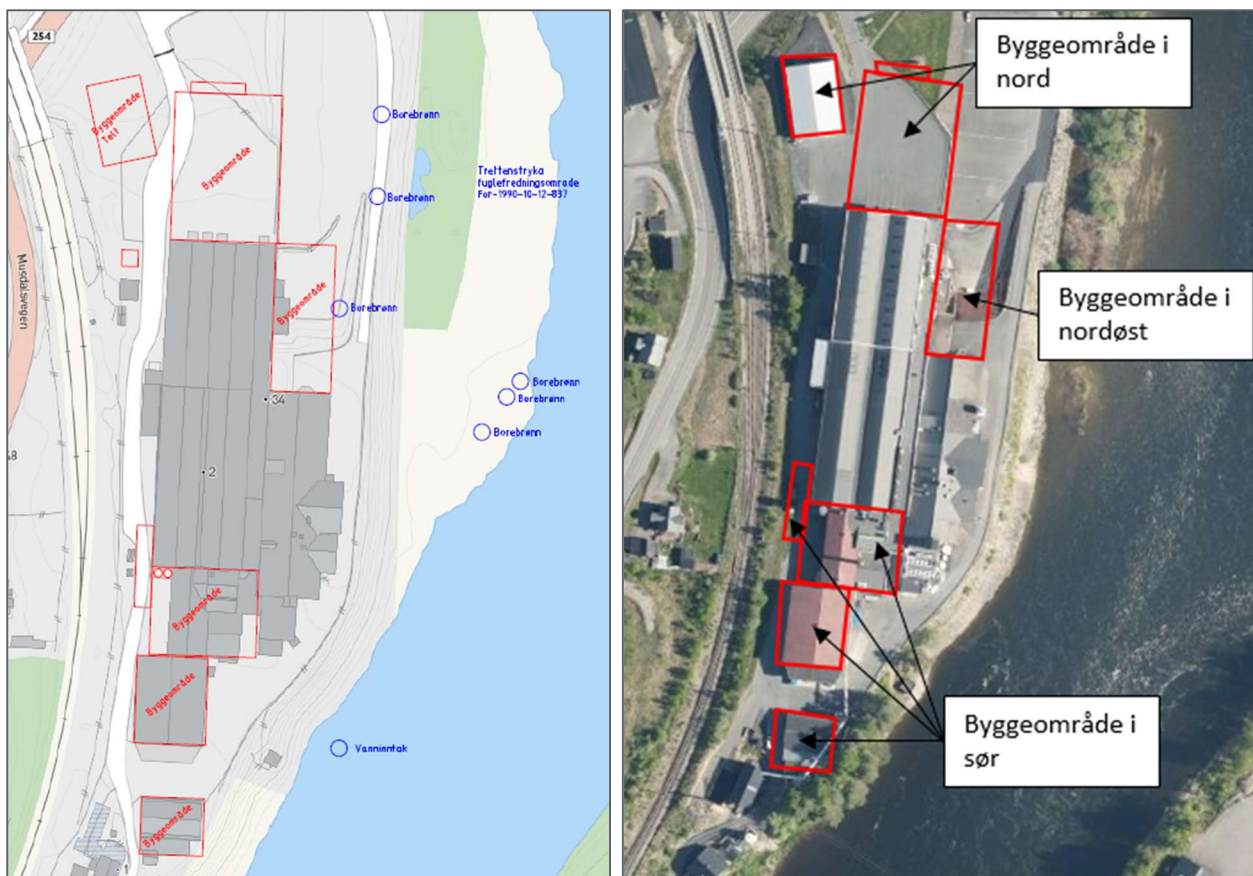 254
Byggeområde
Telt
Byggeområde
Borebrønn
Trettenstryka
fuglefredningsområde
For-1990-10-12-837
Borebrønn
Musdalsvegen
Byggeområde
Borebrønn
Borebrønn
Borebrønn
Borebrønn
34
2
Byggeområde
Byggeområde
Vanninntak
Byggeområde
1
Byggeområde i
nord
Byggeområde i
nordøst
Byggeområde i
sør